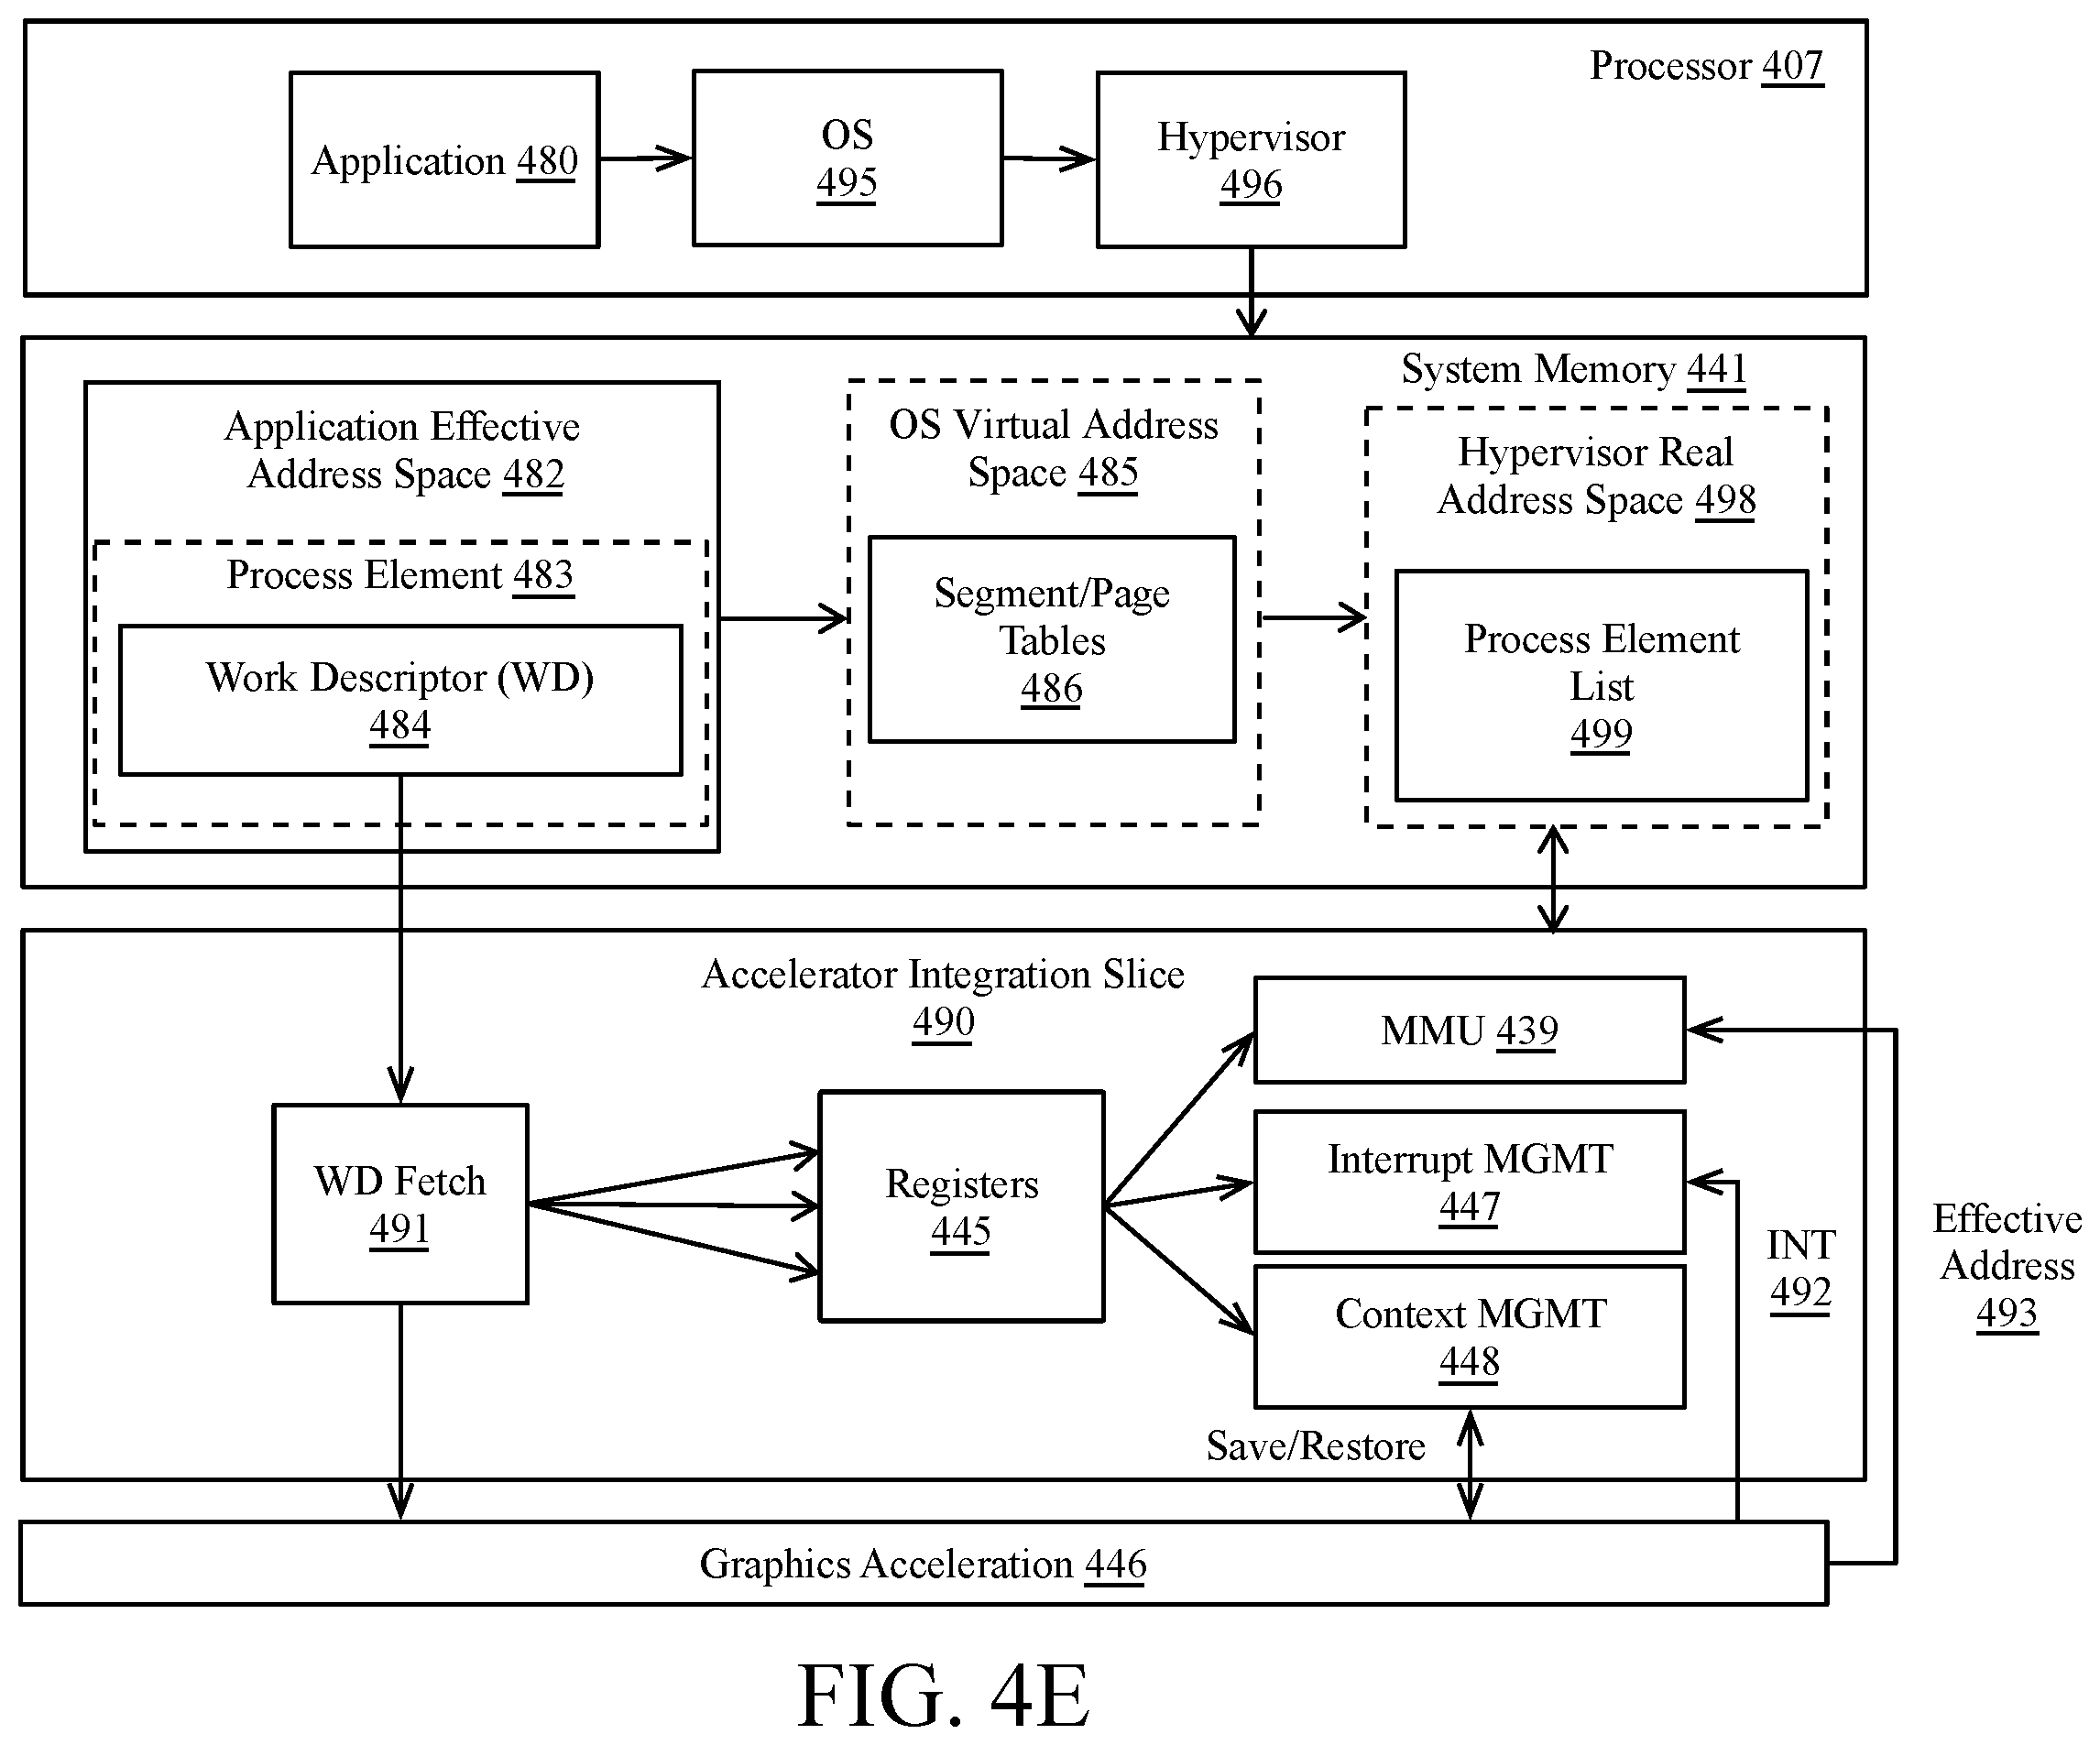 Processor 407
Application 480
OS
495
Hypervisor
496
System Memory 441
Application Effective
Address Space 482
Process Element 483
Work Descriptor (WD)
484
OS Virtual Address
Space 485
Segment/Page
Tables
486
Hypervisor Real
Address Space 498
Process Element
List
499
Accelerator Integration Slice
490
WD Fetch
491
Registers
445
MMU 439
Interrupt MGMT
447
Context MGMT
448
Save/Restore
INT
492
Effective
Address
493
Graphics Acceleration 446
FIG. 4E